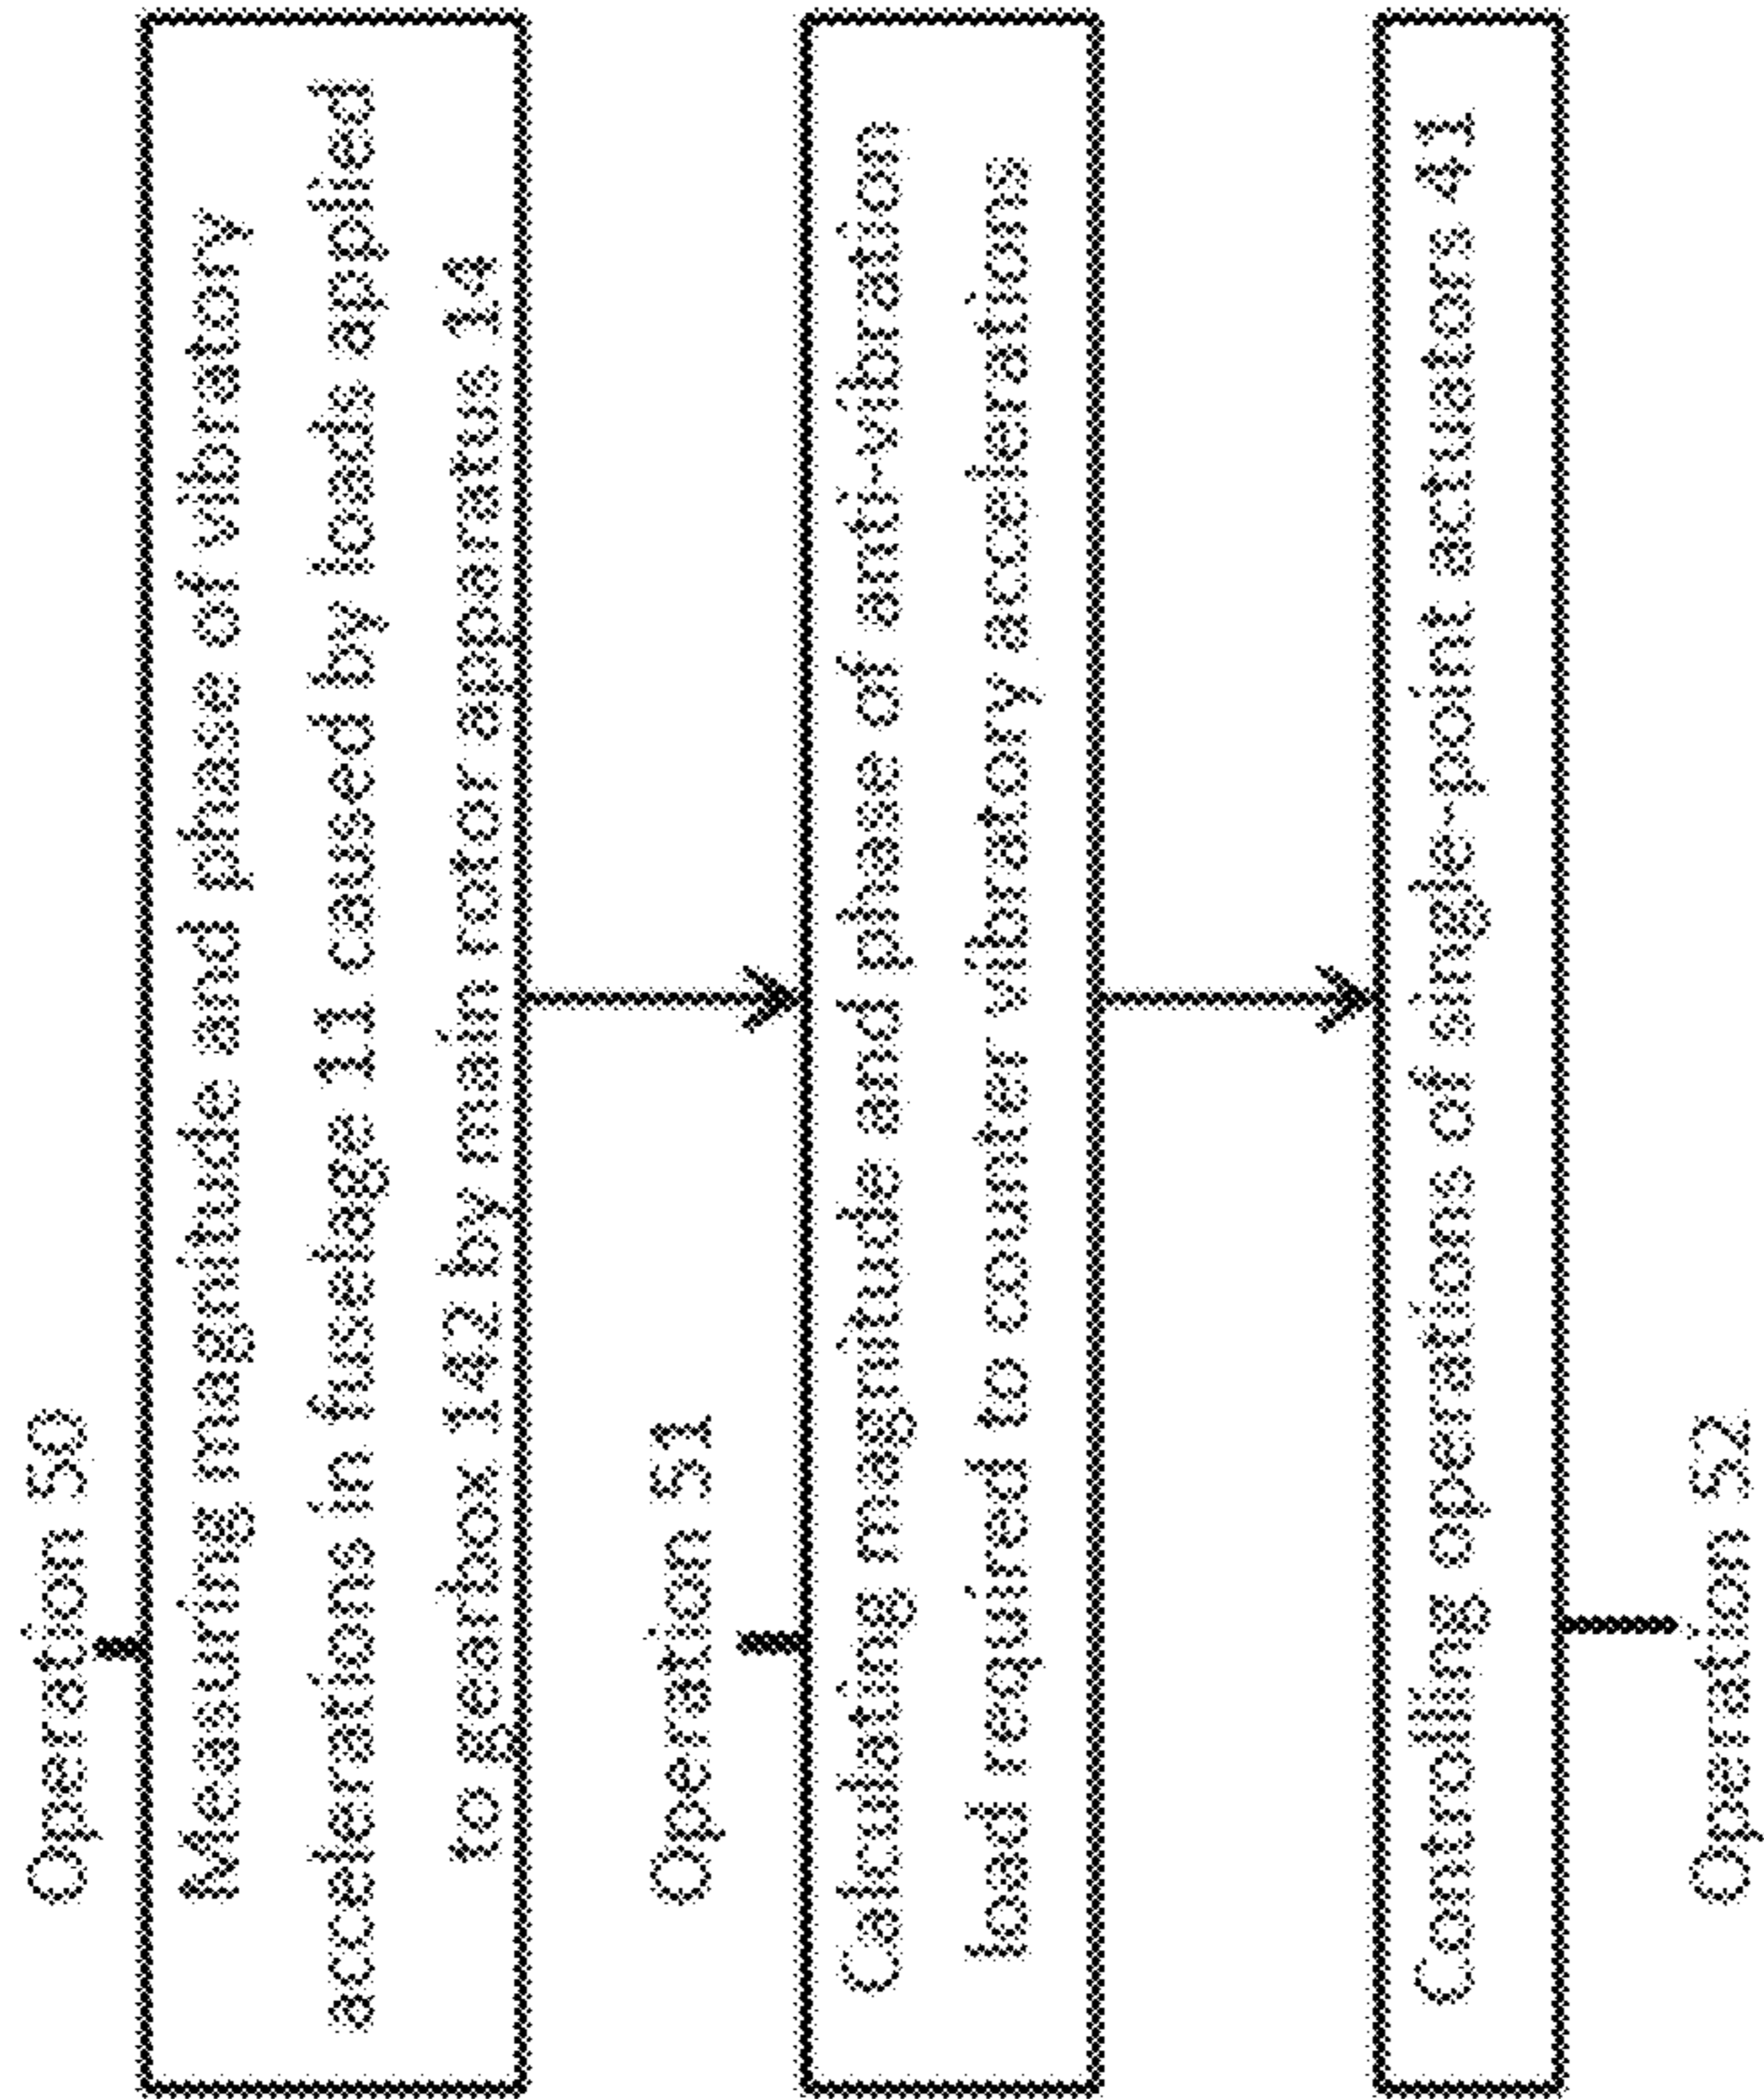 Operation 50
Measuring magnitude and phase of vibratory
accelerations in fuselage 11 caused by loads applied
to gearbox 142 by main rotor apparatus 14
Operation 51
Calculating magnitude and phase of anti-vibration
load required to counter vibratory accelerations
Controlling operations of single-point actuators 41
Operation 52